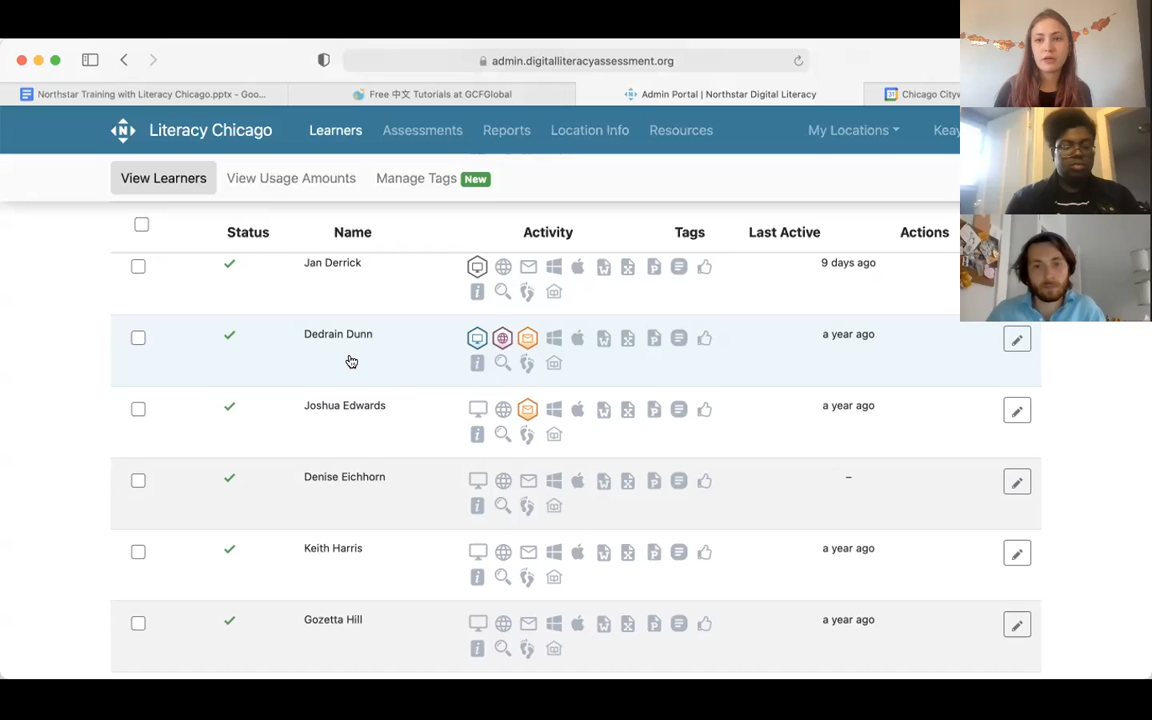 admin.digitalliteracyassessment.org
Northstar Training with Literacy Chicago.pptx - Goo...
Free 中文 Tutorials at GCFGlobal
Admin Portal | Northstar Digital Literacy
Chicago Cityw
N Literacy Chicago Learners Assessments Reports Location Info Resources My Locations Keay
View Learners View Usage Amounts Manage Tags New
Status Name Activity Tags Last Active Actions
Jan Derrick 9 days ago
Dedrain Dunn a year ago
Joshua Edwards a year ago
Denise Eichhorn –
Keith Harris a year ago
Gozetta Hill a year ago